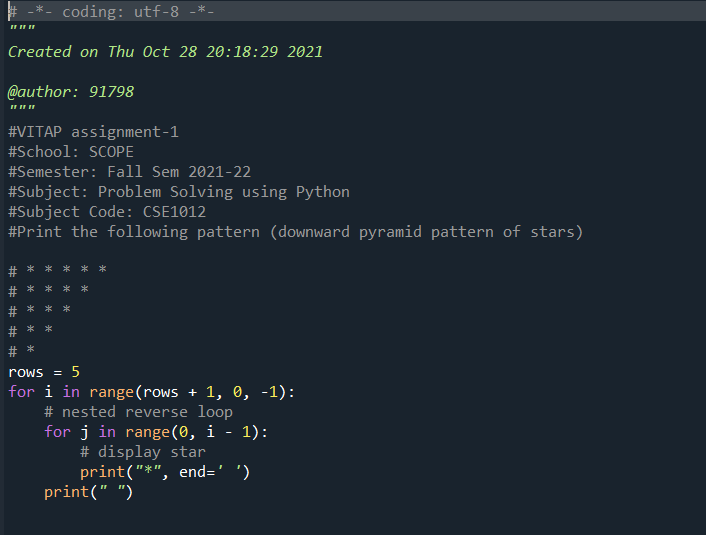 # -*- coding: utf-8 -*-
"""
Created on Thu Oct 28 20:18:29 2021

@author: 91798
"""
#VITAP assignment-1
#School: SCOPE
#Semester: Fall Sem 2021-22
#Subject: Problem Solving using Python
#Subject Code: CSE1012
#Print the following pattern (downward pyramid pattern of stars)

# * * * * *
# * * * *
# * * *
# * *
# *
rows = 5
for i in range(rows + 1, 0, -1):
    # nested reverse loop
    for j in range(0, i - 1):
        # display star
        print("*", end=' ')
    print(" ")